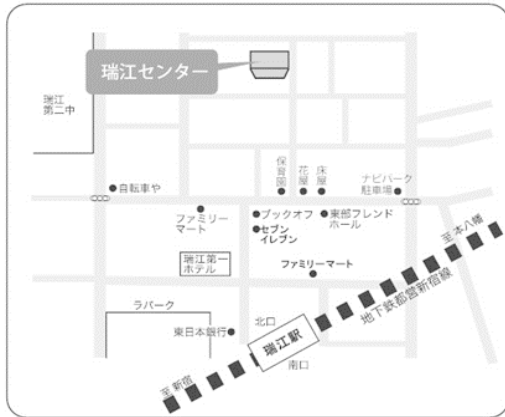 瑞江センター
瑞江
第二中
自転車や
保育園
花屋
床屋
ナビパーク
駐車場
ファミリー
マート
ブックオフ
セブン
イレブン
東部フレンド
ホール
瑞江第一
ホテル
ファミリーマート
至本八幡
地下鉄都営新宿線
ラパーク
東日本銀行
北口
瑞江駅
南口
至新宿